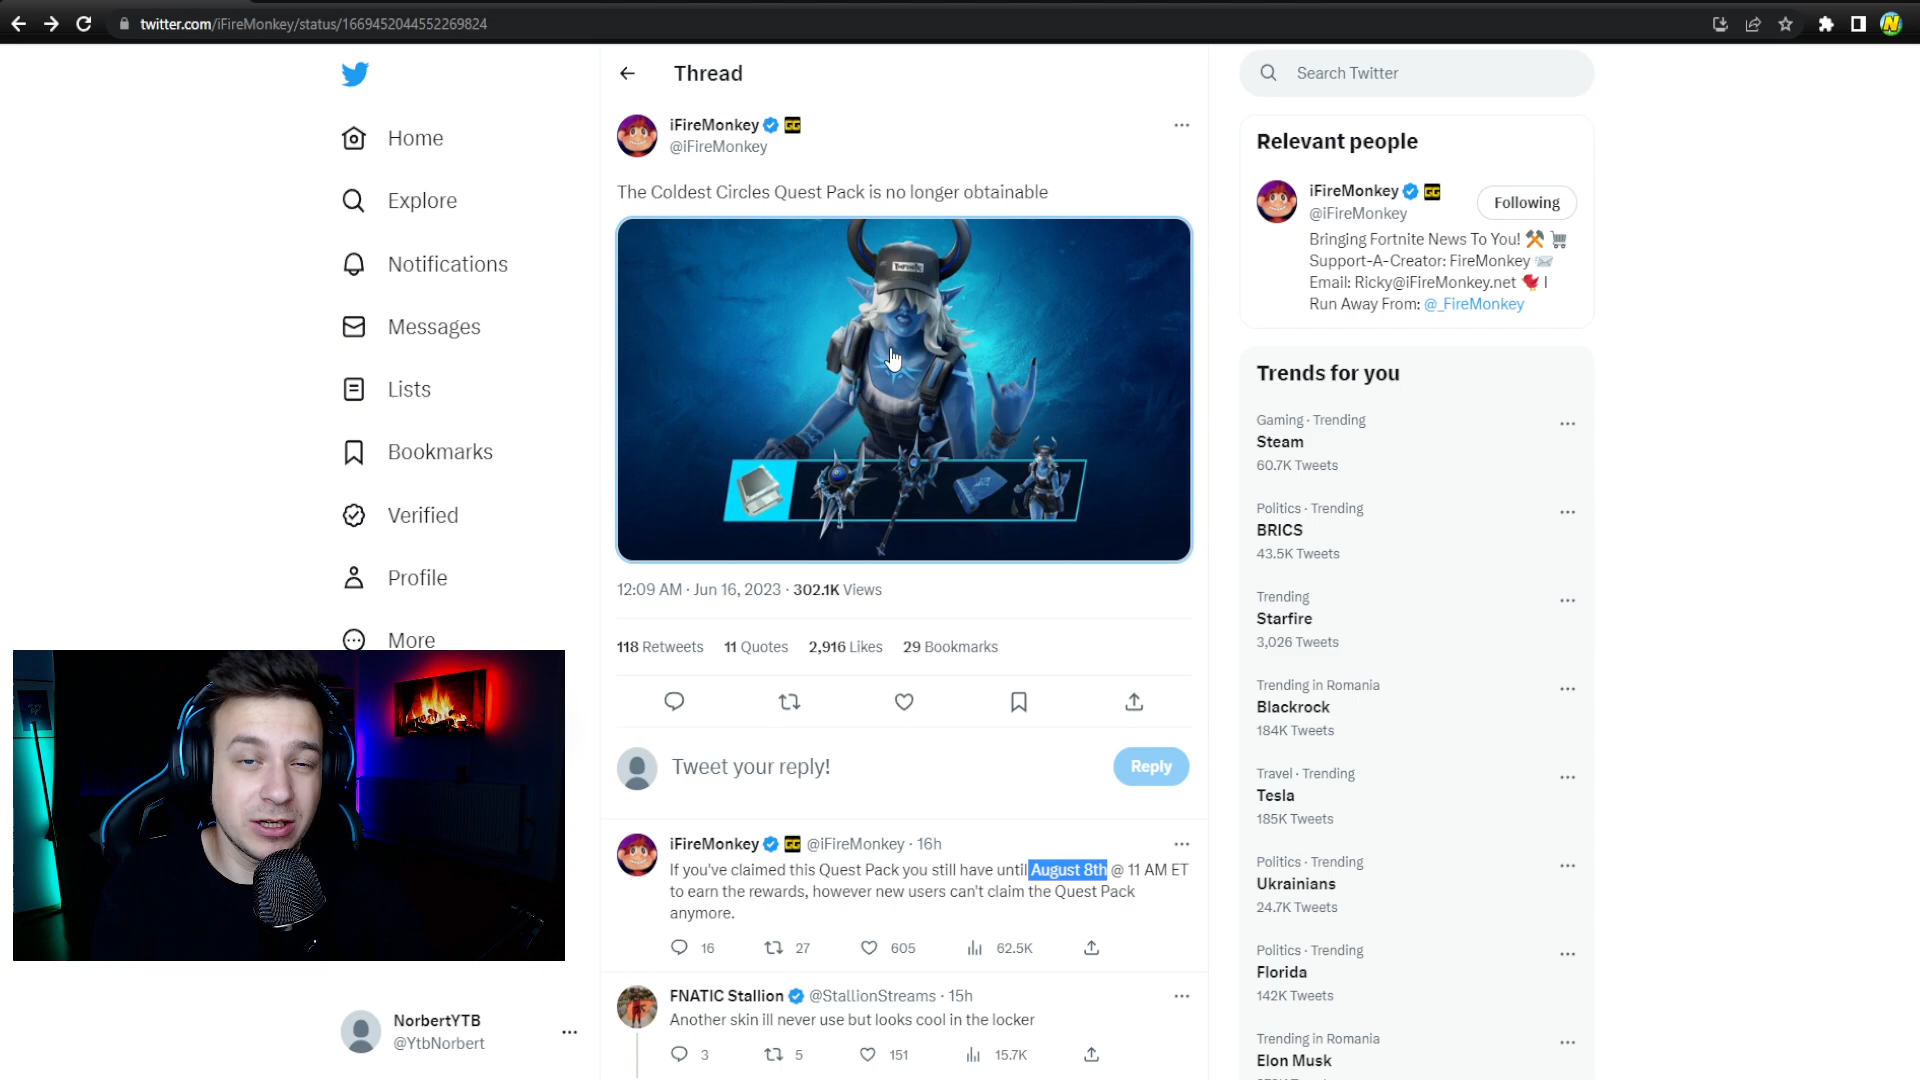 twitter.com/iFireMonkey/status/1669452044552269824
Home
Explore
Notifications
Messages
Lists
Bookmarks
Verified
Profile
More
NorbertYTB
@YtbNorbert
Thread
iFireMonkey GG
@iFireMonkey
The Coldest Circles Quest Pack is no longer obtainable
12:09 AM · Jun 16, 2023 · 302.1K Views
118 Retweets 11 Quotes 2,916 Likes 29 Bookmarks
Tweet your reply!
Reply
iFireMonkey GG @iFireMonkey · 16h
If you've claimed this Quest Pack you still have until August 8th @ 11 AM ET
to earn the rewards, however new users can't claim the Quest Pack
anymore.
16 27 605 62.5K
FNATIC Stallion @StallionStreams · 15h
Another skin ill never use but looks cool in the locker
3 5 151 15.7K
Search Twitter
Relevant people
iFireMonkey GG
@iFireMonkey
Following
Bringing Fortnite News To You!
Support-A-Creator: FireMonkey
Email: Ricky@iFireMonkey.net I
Run Away From: @_FireMonkey
Trends for you
Gaming · Trending
Steam
60.7K Tweets
Politics · Trending
BRICS
43.5K Tweets
Trending
Starfire
3,026 Tweets
Trending in Romania
Blackrock
184K Tweets
Travel · Trending
Tesla
185K Tweets
Politics · Trending
Ukrainians
24.7K Tweets
Politics · Trending
Florida
142K Tweets
Trending in Romania
Elon Musk